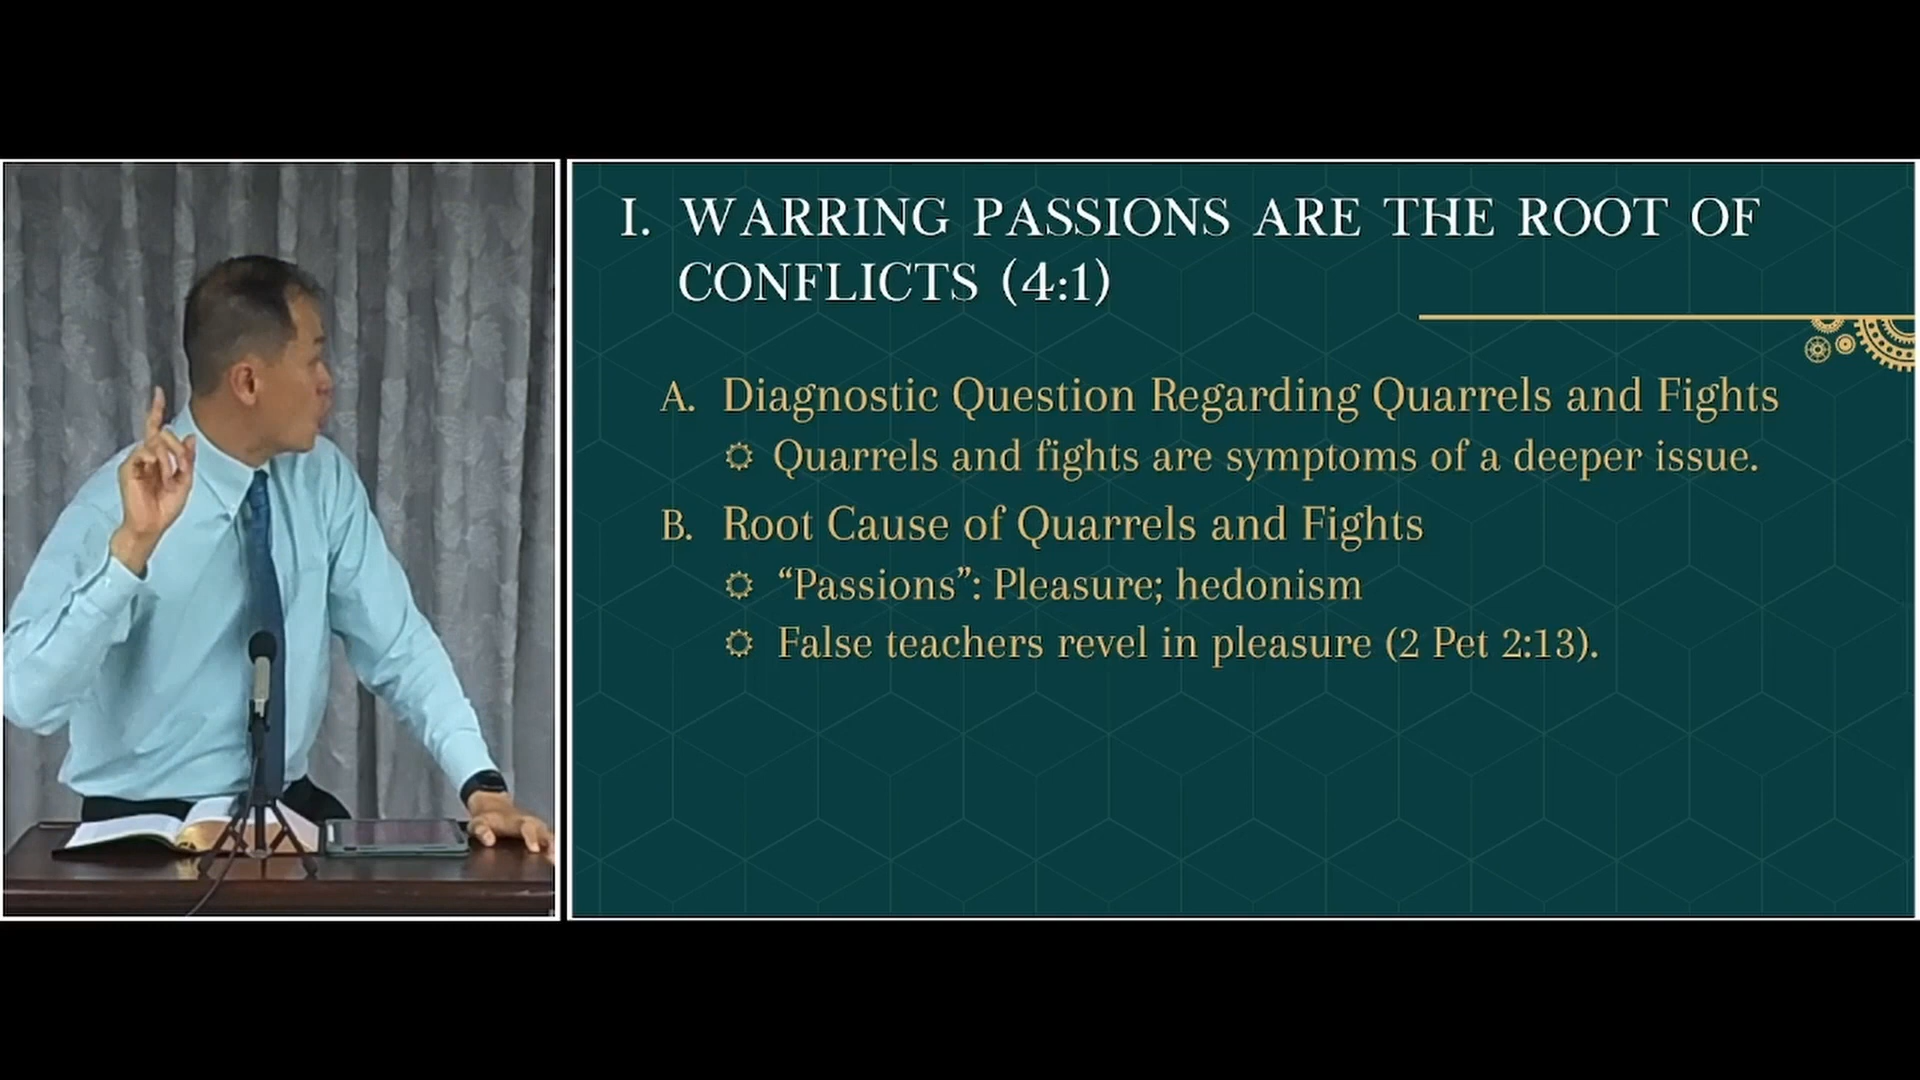 I. WARRING PASSIONS ARE THE ROOT OF
CONFLICTS (4:1)
A. Diagnostic Question Regarding Quarrels and Fights
Quarrels and fights are symptoms of a deeper issue.
B. Root Cause of Quarrels and Fights
“Passions”: Pleasure; hedonism
False teachers revel in pleasure (2 Pet 2:13).